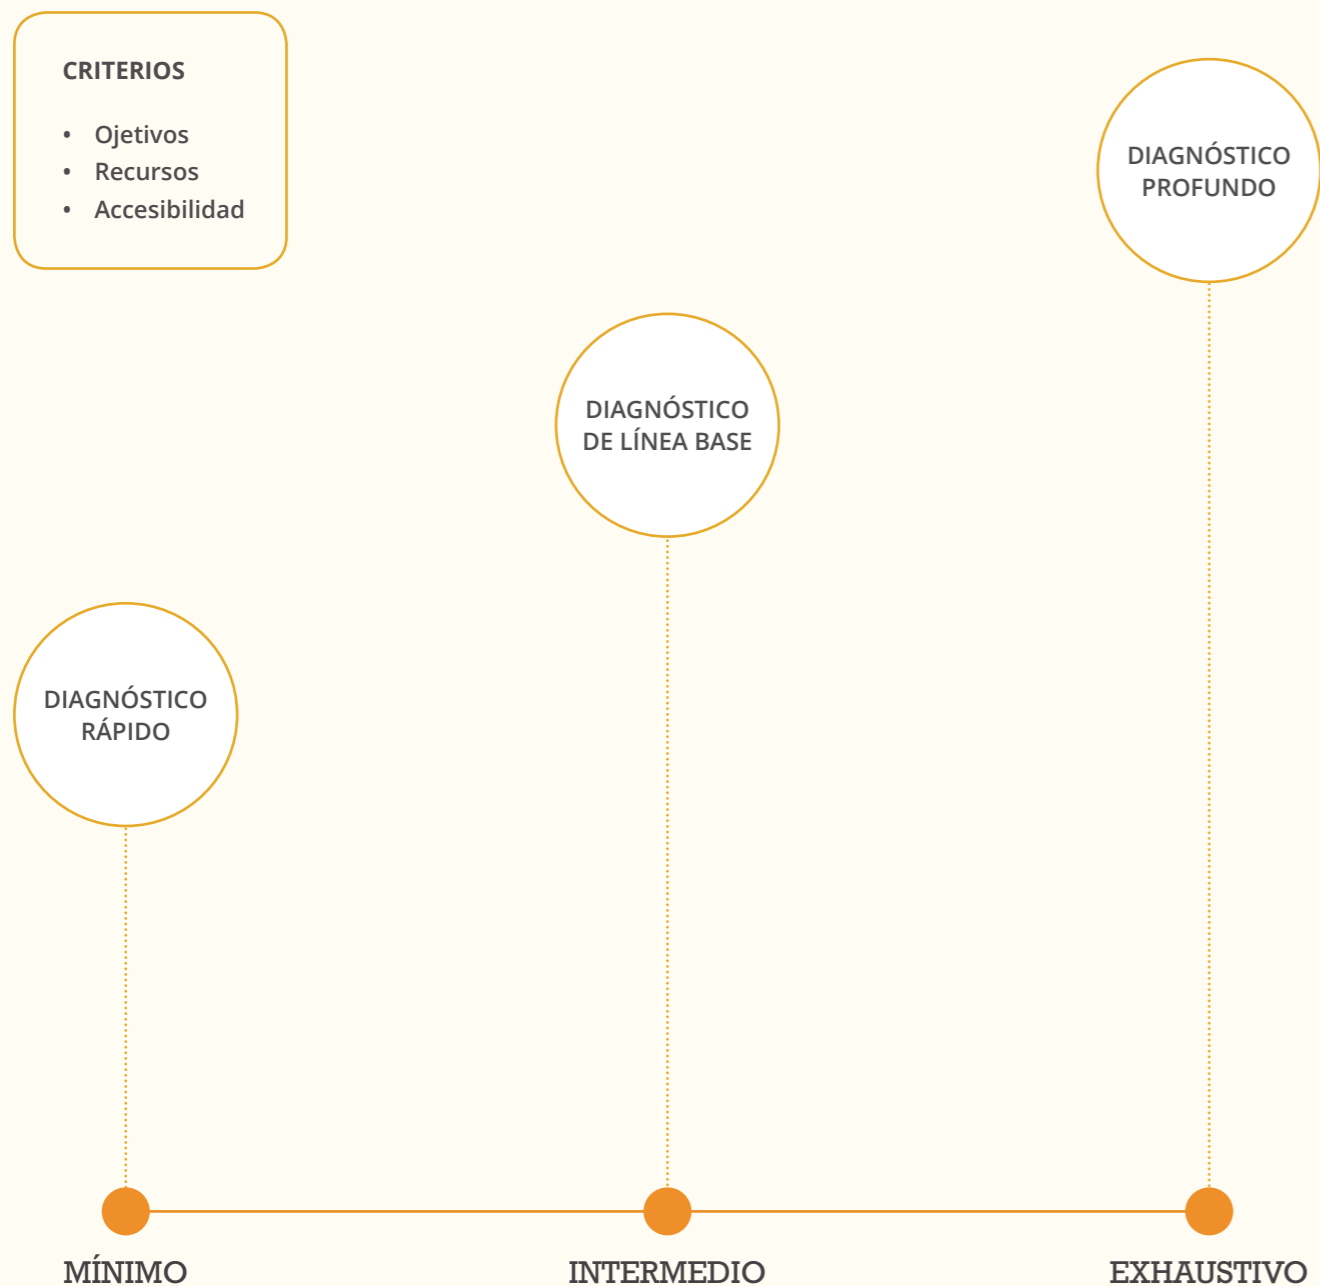 CRITERIOS
• Ojetivos
• Recursos
• Accesibilidad
DIAGNÓSTICO
PROFUNDO
DIAGNÓSTICO
DE LÍNEA BASE
DIAGNÓSTICO
RÁPIDO
MÍNIMO
INTERMEDIO
EXHAUSTIVO